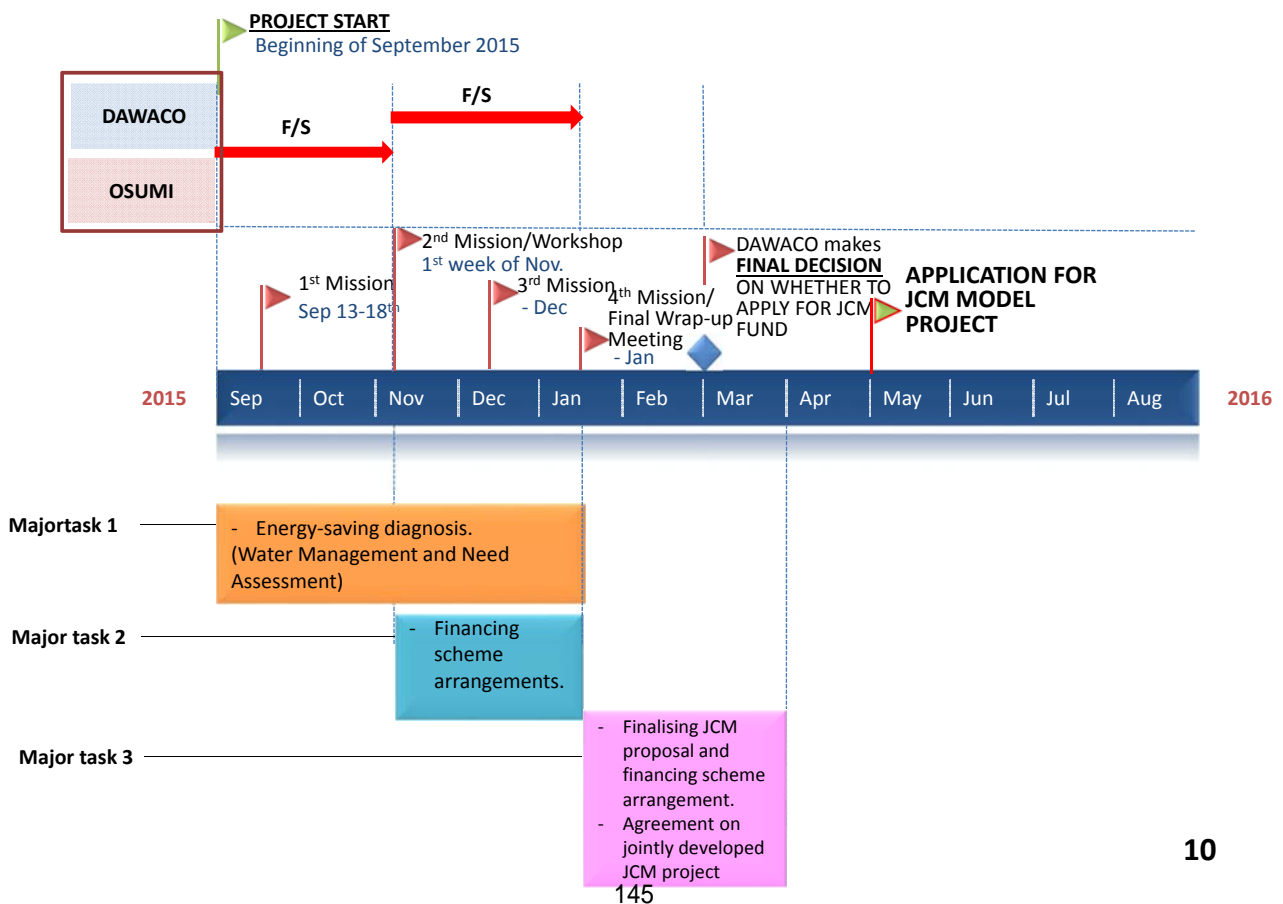 PROJECT START
Beginning of September 2015
DAWACO
OSUMI
F/S
F/S
1st Mission
Sep 13-18th
2nd Mission/Workshop
1st week of Nov.
3rd Mission
- Dec
4th Mission/
Final Wrap-up
Meeting
- Jan
DAWACO makes
FINAL DECISION
ON WHETHER TO
APPLY FOR JCM
FUND
APPLICATION FOR
JCM MODEL
PROJECT
2015
Sep
Oct
Nov
Dec
Jan
Feb
Mar
Apr
May
Jun
Jul
Aug
2016
Majortask 1
- Energy-saving diagnosis.
(Water Management and Need
Assessment)
Major task 2
- Financing
scheme
arrangements.
Major task 3
- Finalising JCM
proposal and
financing scheme
arrangement.
- Agreement on
jointly developed
JCM project
10
145